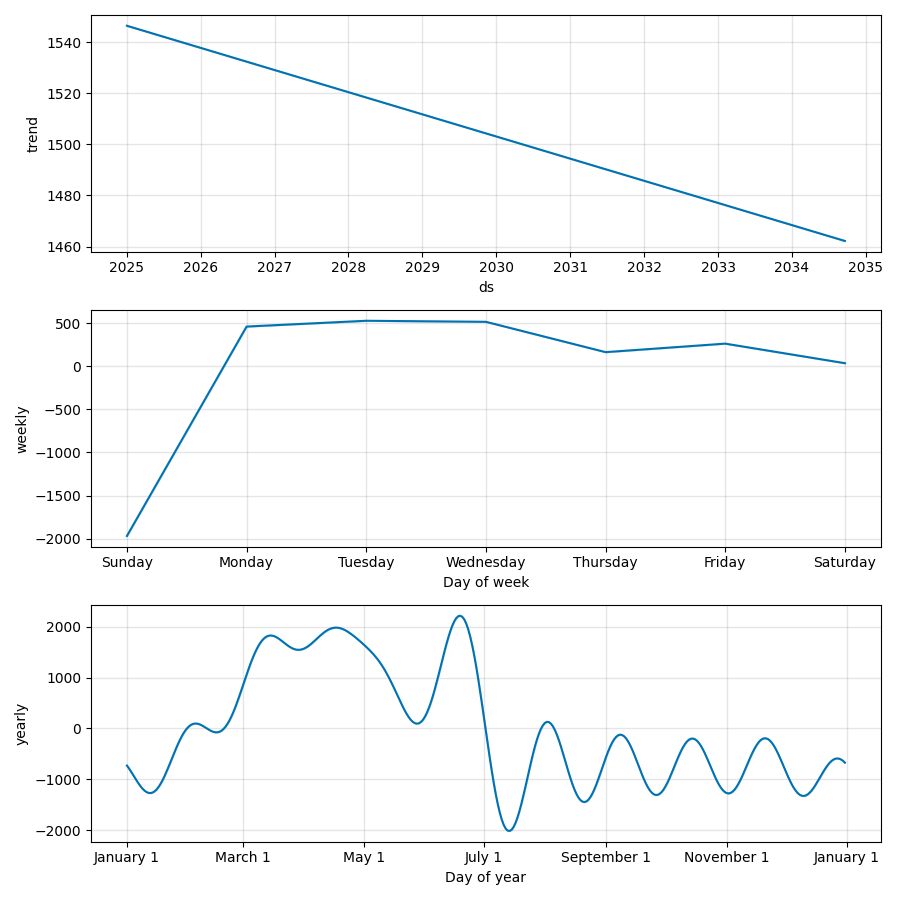 1540
1520
1500
1480
1460
trend
2025 2026 2027 2028 2029 2030 2031 2032 2033 2034 2035
ds
500
0
−500
−1000
−1500
−2000
weekly
Sunday Monday Tuesday Wednesday Thursday Friday Saturday
Day of week
2000
1000
0
−1000
−2000
yearly
January 1 March 1 May 1 July 1 September 1 November 1 January 1
Day of year